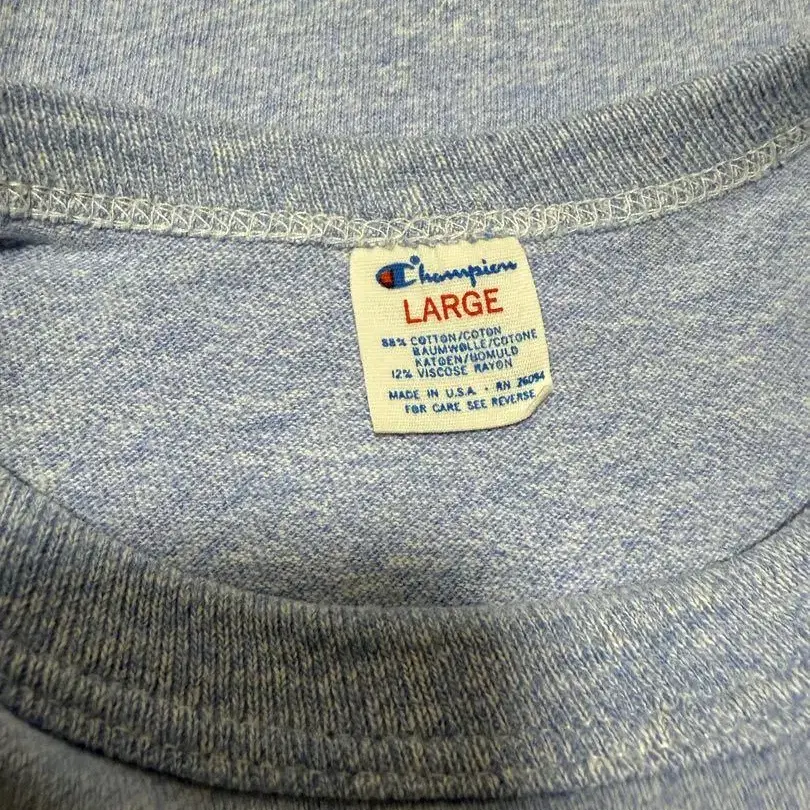 Champion
LARGE
88% COTTON/COTON
BAUMWOLLE/COTONE
KATOEN/BOMULD
12% VISCOSE RAYON
MADE IN U.S.A. · RN 26094
FOR CARE SEE REVERSE